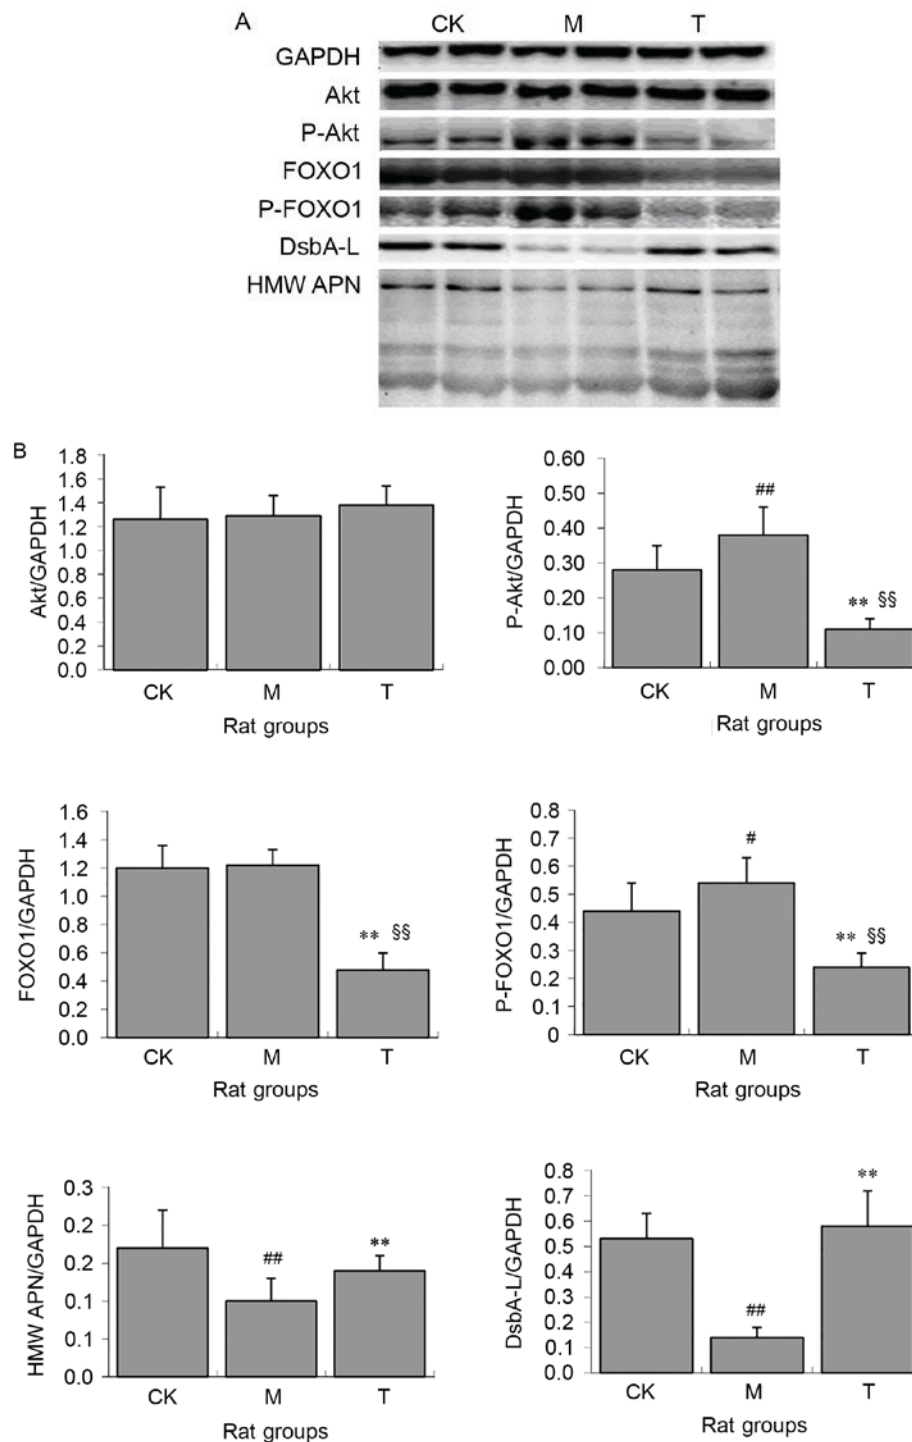 A CK M T
GAPDH
Akt
P-Akt
FOXO1
P-FOXO1
DsbA-L
HMW APN
B
Akt/GAPDH
1.8
1.6
1.4
1.2
1.0
0.8
0.6
0.4
0.2
0.0
CK M T
Rat groups
P-Akt/GAPDH
0.60
0.50
0.40
0.30
0.20
0.10
0.00
##
** §§
CK M T
Rat groups
FOXO1/GAPDH
1.6
1.4
1.2
1.0
0.8
0.6
0.4
0.2
0.0
** §§
CK M T
Rat groups
P-FOXO1/GAPDH
0.8
0.7
0.6
0.5
0.4
0.3
0.2
0.1
0
#
** §§
CK M T
Rat groups
HMW APN/GAPDH
0.3
0.2
0.2
0.1
0.1
0.0
##
**
CK M T
Rat groups
DsbA-L/GAPDH
0.8
0.7
0.6
0.5
0.4
0.3
0.2
0.1
0.0
##
**
CK M T
Rat groups